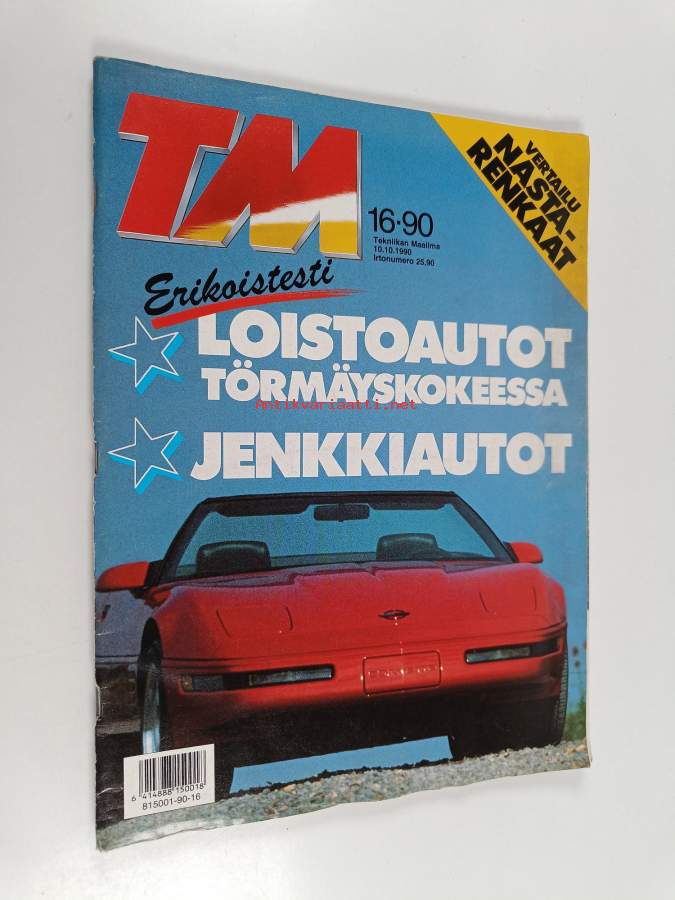 TM
VERTAILU
NASTA-
RENKAAT
16·90
Tekniikan Maailma
10.10.1990
Irtonumero 25,90
Erikoistesti
LOISTOAUTOT
TÖRMÄYSKOKEESSA
Antikvariaatti.net
JENKKIAUTOT
6 414888 150018
815001-90-16